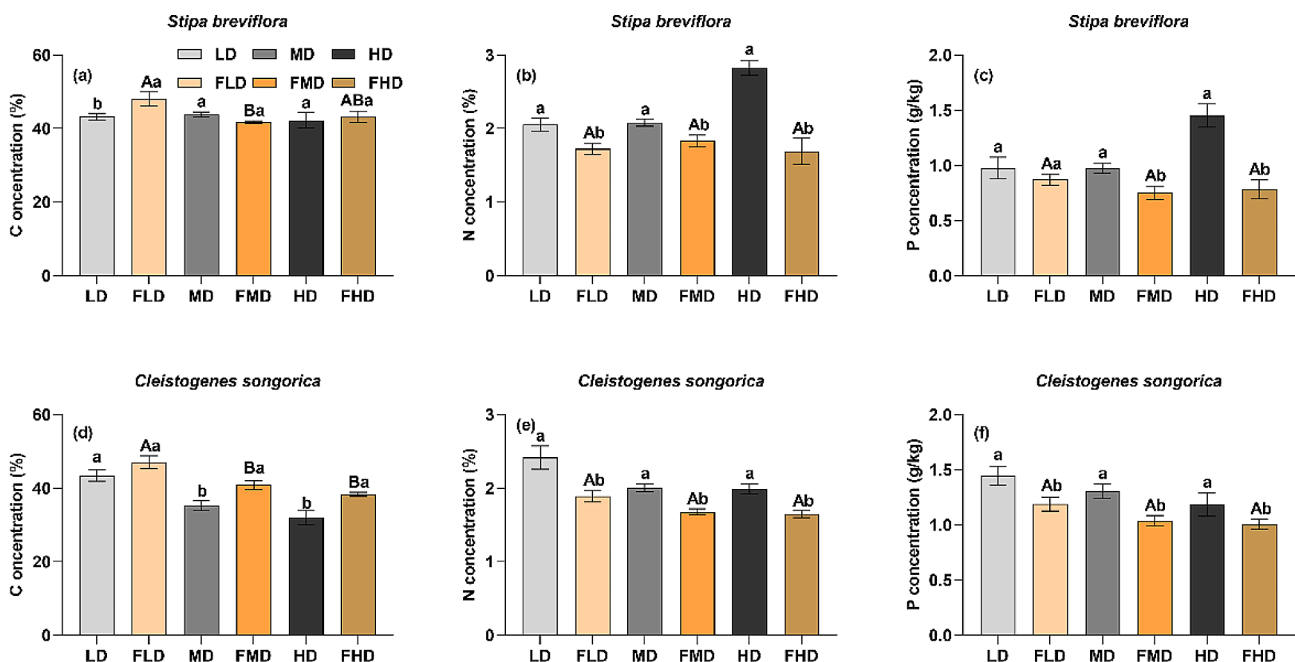 Stipa breviflora
60
40
20
0
C oncentration (%)
(a)
LD
MD
HD
FLD
FMD
FHD
b
Aa
a
Ba
a
ABa
LD FLD MD FMD HD FHD
Stipa breviflora
3
2
1
0
N concentration (%)
(b)
a
Ab
a
Ab
a
Ab
LD FLD MD FMD HD FHD
Stipa breviflora
2.0
1.5
1.0
0.5
0.0
P concentration (g/kg)
(c)
a
Aa
a
Ab
a
Ab
LD FLD MD FMD HD FHD
Cleistogenes songorica
60
40
20
0
C oncentration (%)
(d)
a
Aa
b
Ba
b
Ba
LD FLD MD FMD HD FHD
Cleistogenes songorica
3
2
1
0
N concentration (%)
(e)
a
Ab
a
Ab
a
Ab
LD FLD MD FMD HD FHD
Cleistogenes songorica
2.0
1.5
1.0
0.5
0.0
P concentration (g/kg)
(f)
a
Ab
a
Ab
a
Ab
LD FLD MD FMD HD FHD